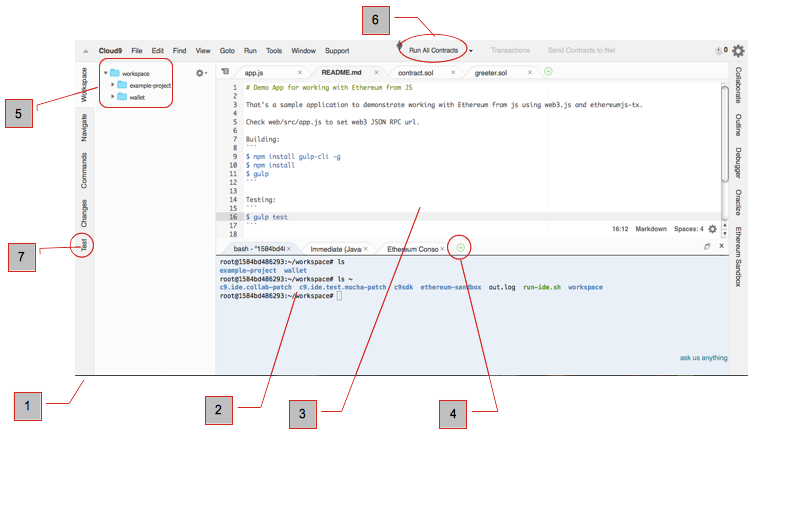 6
Cloud9 File Edit Find View Goto Run Tools Window Support Run All Contracts Transactions Send Contracts to Net 0
Workspace
workspace
example-project
wallet
5
Navigate
Commands
Changes
Test
7
app.js README.md contract.sol greeter.sol
1 # Demo App for working with Ethereum from JS
2
3 That's a sample application to demonstrate working with Ethereum from js using web3.js and ethereumjs-tx.
4
5 Check web/src/app.js to set web3 JSON RPC url.
6
7 Building:
8 ```
9 $ npm install gulp-cli -g
10 $ npm install
11 $ gulp
12 ```
13
14 Testing:
15 ```
16 $ gulp test
17 ```
18
16:12 Markdown Spaces: 4
Collaborate
Outline
Debugger
Oraclize
Ethereum Sandbox
bash - "1584bd4 Immediate (Java Ethereum Conso
root@1584bd486293:~/workspace# ls
example-project wallet
root@1584bd486293:~/workspace# ls ~
c9.ide.collab-patch c9.ide.test.mocha-patch c9sdk ethereum-sandbox out.log run-ide.sh workspace
root@1584bd486293:~/workspace#
ask us anything
1
2
3
4